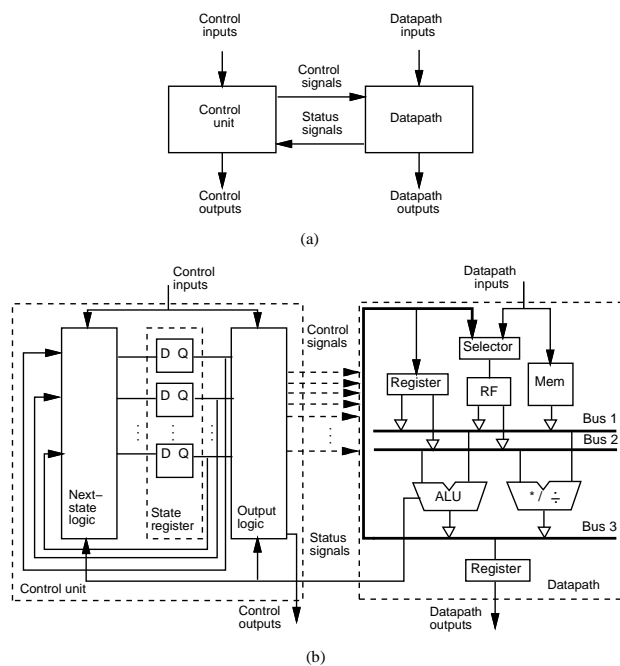 Control
inputs
Datapath
inputs
Control
signals
Control
unit
Status
signals
Datapath
Control
outputs
Datapath
outputs
(a)
Control
inputs
Datapath
inputs
Control
signals
Selector
D Q
Register
RF
Mem
D Q
Bus 1
Bus 2
D Q
ALU
* / ÷
Next–
state
logic
State
register
Output
logic
Status
signals
Bus 3
Register
Control unit
Datapath
Control
outputs
Datapath
outputs
(b)